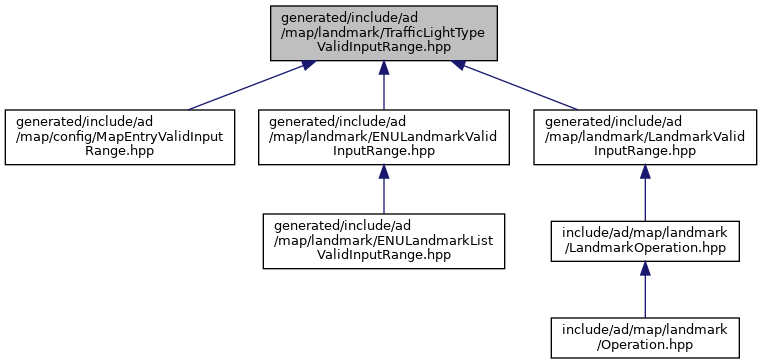 generated/include/ad
/map/landmark/TrafficLightType
ValidInputRange.hpp
generated/include/ad
/map/config/MapEntryValidInput
Range.hpp
generated/include/ad
/map/landmark/ENULandmarkValid
InputRange.hpp
generated/include/ad
/map/landmark/LandmarkValid
InputRange.hpp
generated/include/ad
/map/landmark/ENULandmarkList
ValidInputRange.hpp
include/ad/map/landmark
/LandmarkOperation.hpp
include/ad/map/landmark
/Operation.hpp